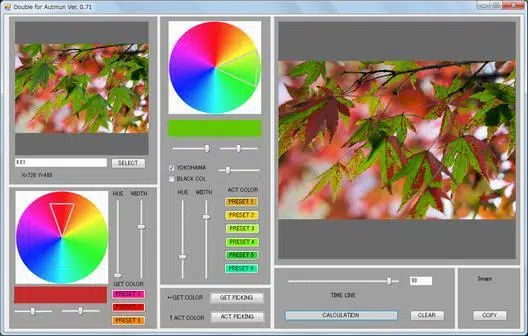 Double for Autmun Ver. 0.71
K01
SELECT
X=720 Y=480
HUE WIDTH
GET COLOR
PRESET 1
PRESET 2
PRESET 3
YOKOHAMA
BLACK COL
HUE WIDTH
ACT COLOR
PRESET 1
PRESET 2
PRESET 3
PRESET 4
PRESET 5
PRESET 6
←GET COLOR
GET PICKING
↑ACT COLOR
ACT PICKING
90
TIME LINE
CALCULATION
CLEAR
COPY